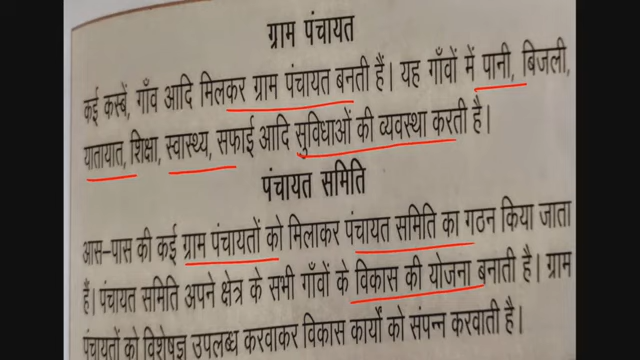 ग्राम पंचायत
कई कस्बें, गाँव आदि मिलकर ग्राम पंचायत बनती हैं। यह गाँवों में पानी, बिजली,
यातायात, शिक्षा, स्वास्थ्य, सफाई आदि सुविधाओं की व्यवस्था करती है।
पंचायत समिति
आस-पास की कई ग्राम पंचायतों को मिलाकर पंचायत समिति का गठन किया जाता
हैं। पंचायत समिति अपने क्षेत्र के सभी गाँवों के विकास की योजना बनाती है। ग्राम
पंचायतों को विशेषज्ञ उपलब्ध करवाकर विकास कार्यों को संपन्न करवाती है।